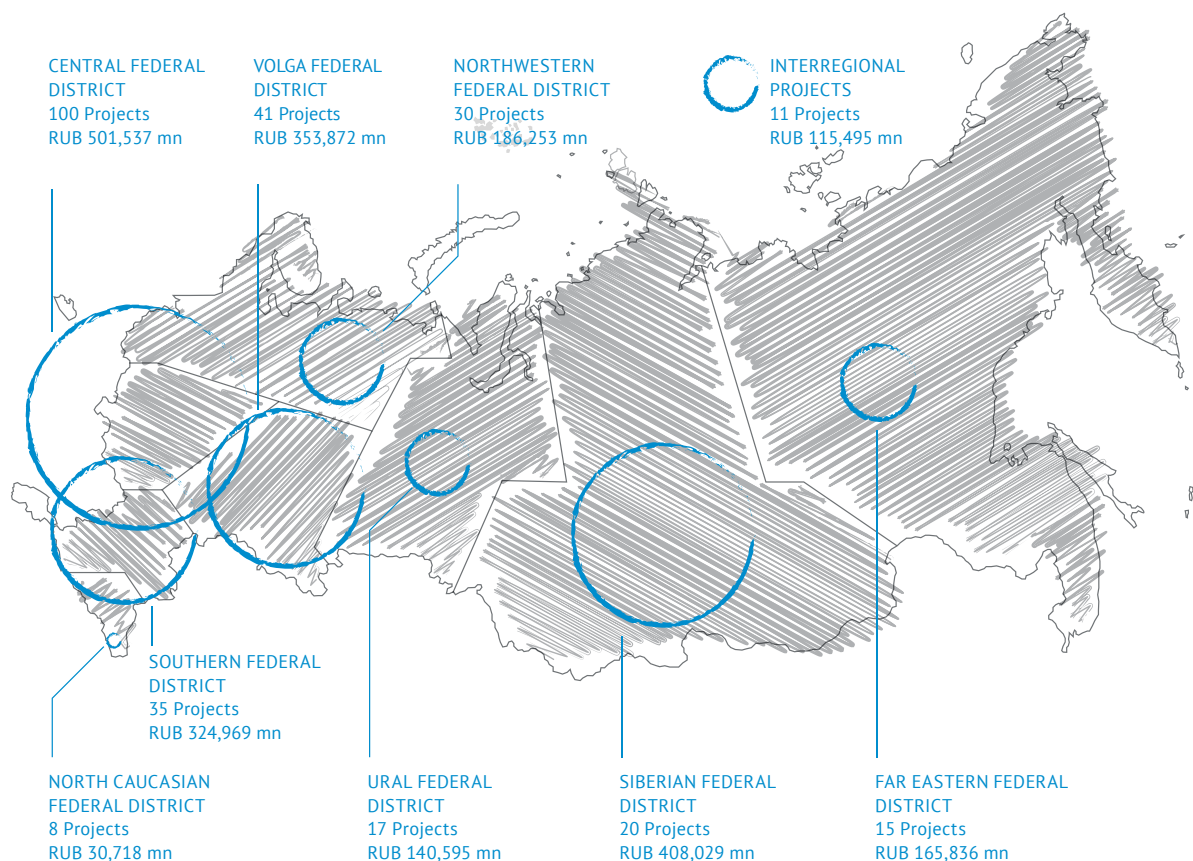 CENTRAL FEDERAL
DISTRICT
100 Projects
RUB 501,537 mn
VOLGA FEDERAL
DISTRICT
41 Projects
RUB 353,872 mn
NORTHWESTERN
FEDERAL DISTRICT
30 Projects
RUB 186,253 mn
INTERREGIONAL
PROJECTS
11 Projects
RUB 115,495 mn
SOUTHERN FEDERAL
DISTRICT
35 Projects
RUB 324,969 mn
NORTH CAUCASIAN
FEDERAL DISTRICT
8 Projects
RUB 30,718 mn
URAL FEDERAL
DISTRICT
17 Projects
RUB 140,595 mn
SIBERIAN FEDERAL
DISTRICT
20 Projects
RUB 408,029 mn
FAR EASTERN FEDERAL
DISTRICT
15 Projects
RUB 165,836 mn